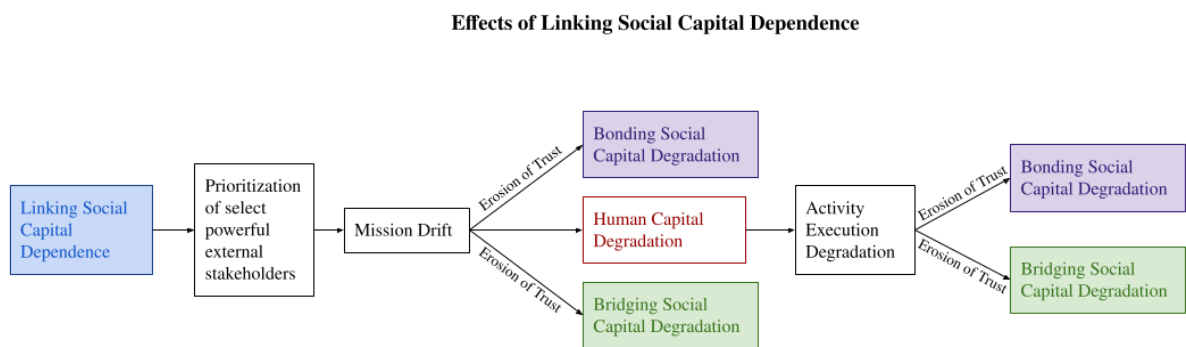 Effects of Linking Social Capital Dependence
Linking Social
Capital
Dependence
Prioritization
of select
powerful
external
stakeholders
Mission Drift
Erosion of Trust
Erosion of Trust
Bonding Social
Capital Degradation
Human Capital
Degradation
Bridging Social
Capital Degradation
Activity
Execution
Degradation
Erosion of Trust
Erosion of Trust
Bonding Social
Capital Degradation
Bridging Social
Capital Degradation